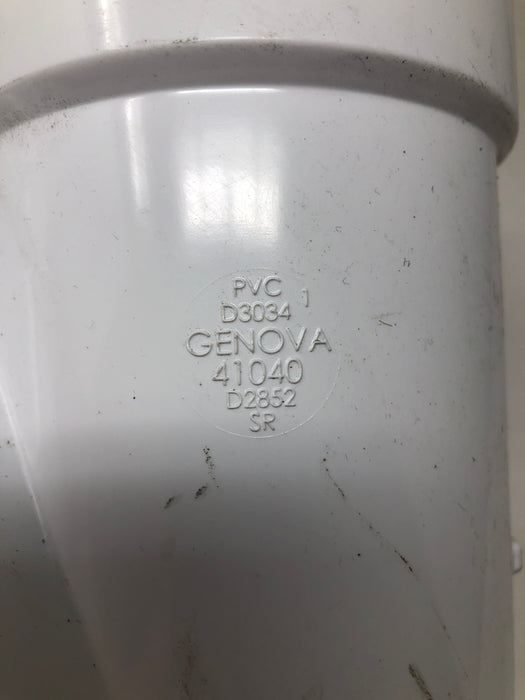 PVC
D3034 1
GENOVA
41040
D2852
SR